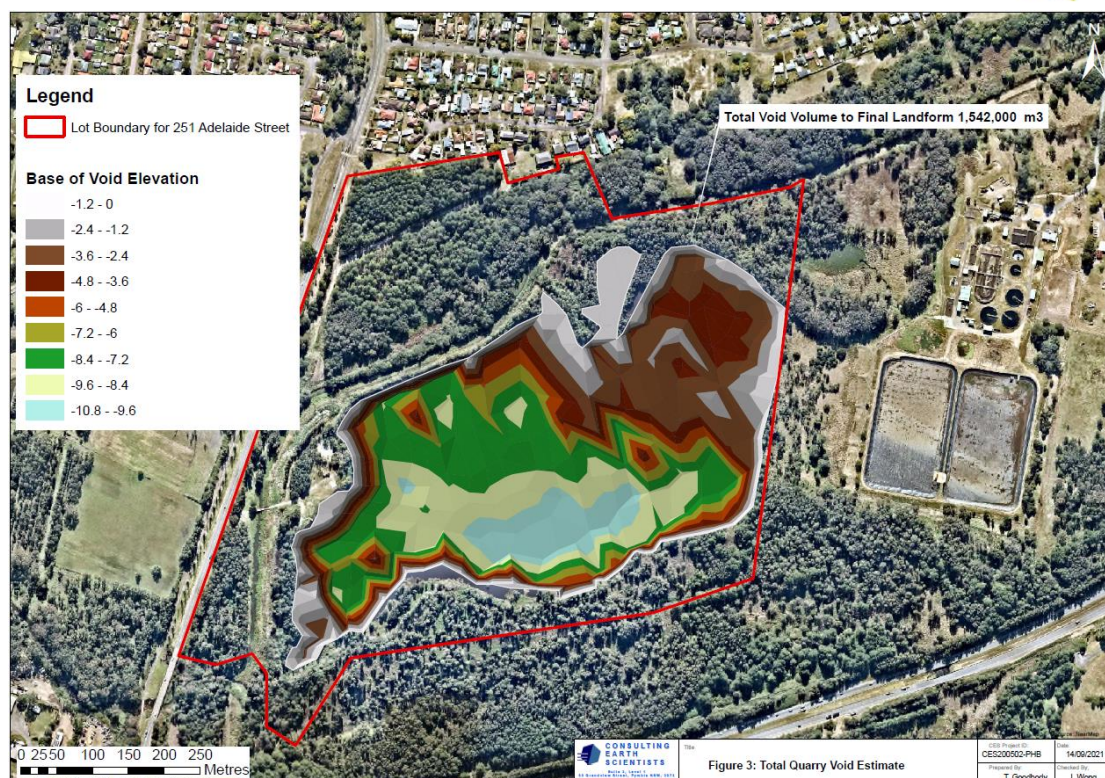 N
Legend
Lot Boundary for 251 Adelaide Street
Total Void Volume to Final Landform 1,542,000 m3
Base of Void Elevation
-1.2 - 0
-2.4 - -1.2
-3.6 - -2.4
-4.8 - -3.6
-6 - -4.8
-7.2 - -6
-8.4 - -7.2
-9.6 - -8.4
-10.8 - -9.6
0 25 50 100 150 200 250
Metres
CONSULTING
EARTH
SCIENTISTS
Title
Figure 3: Total Quarry Void Estimate
CES Project ID:
CES200502-PHB
Date:
14/09/2021
Prepared By:
T. Goodbody
Checked By:
L Wong